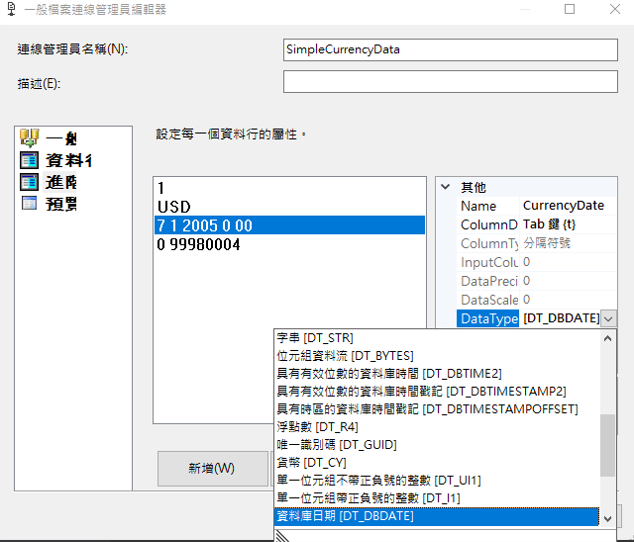 一般檔案連線管理員編輯器
連線管理員名稱(N):
SimpleCurrencyData
描述(E):
一般
資料行
進階
預覽
設定每一個資料行的屬性。
1
USD
7 1 2005 0 00
0 99980004
其他
Name CurrencyDate
ColumnD Tab 鍵 {t}
ColumnTy 分隔符號
InputColu 0
DataPreci 0
DataScale 0
DataType [DT_DBDATE]
字串 [DT_STR]
位元組資料流 [DT_BYTES]
具有有效位數的資料庫時間 [DT_DBTIME2]
具有有效位數的資料庫時間戳記 [DT_DBTIMESTAMP2]
具有時區的資料庫時間戳記 [DT_DBTIMESTAMPOFFSET]
浮點數 [DT_R4]
唯一識別碼 [DT_GUID]
貨幣 [DT_CY]
單一位元組不帶正負號的整數 [DT_UI1]
單一位元組帶正負號的整數 [DT_I1]
資料庫日期 [DT_DBDATE]
新增(W)